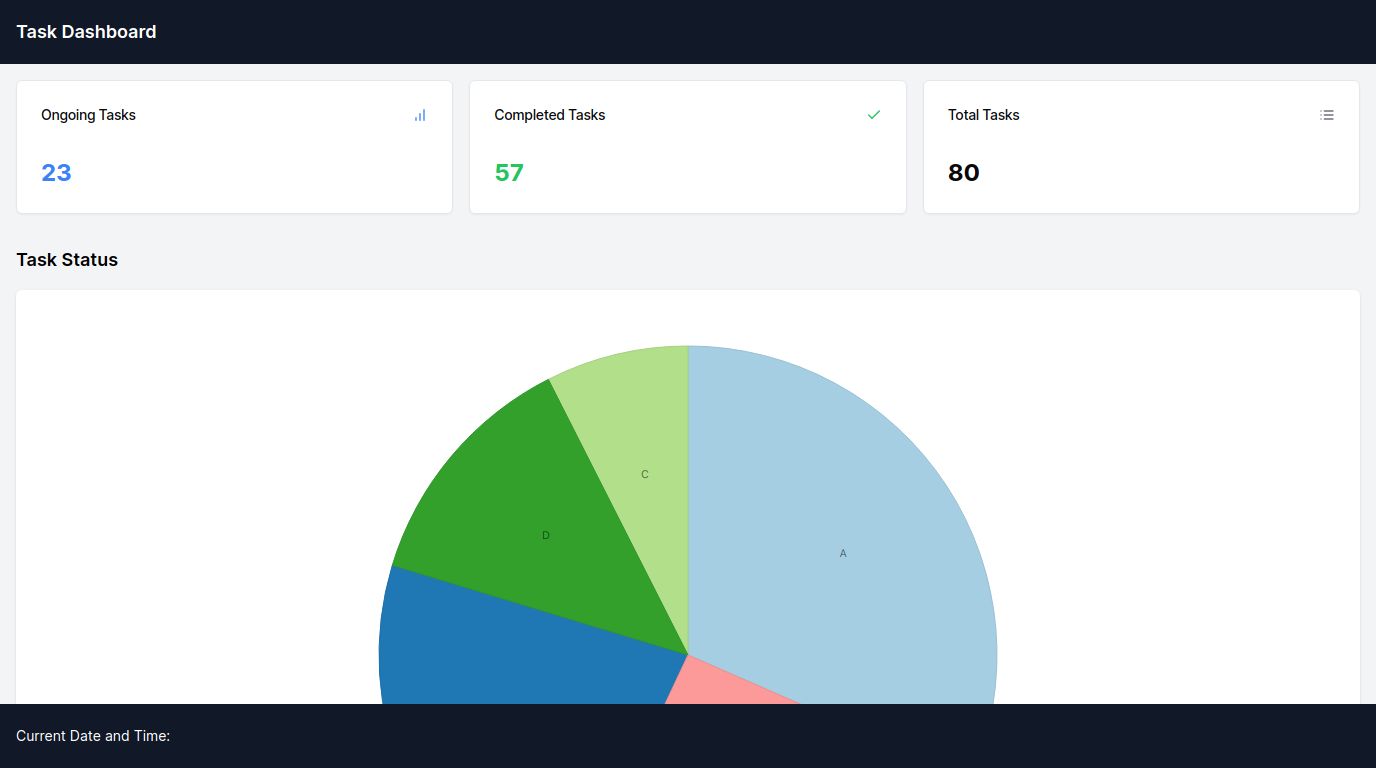 Task Dashboard
Ongoing Tasks
Completed Tasks
Total Tasks
23
57
80
Task Status
C
D
A
Current Date and Time: